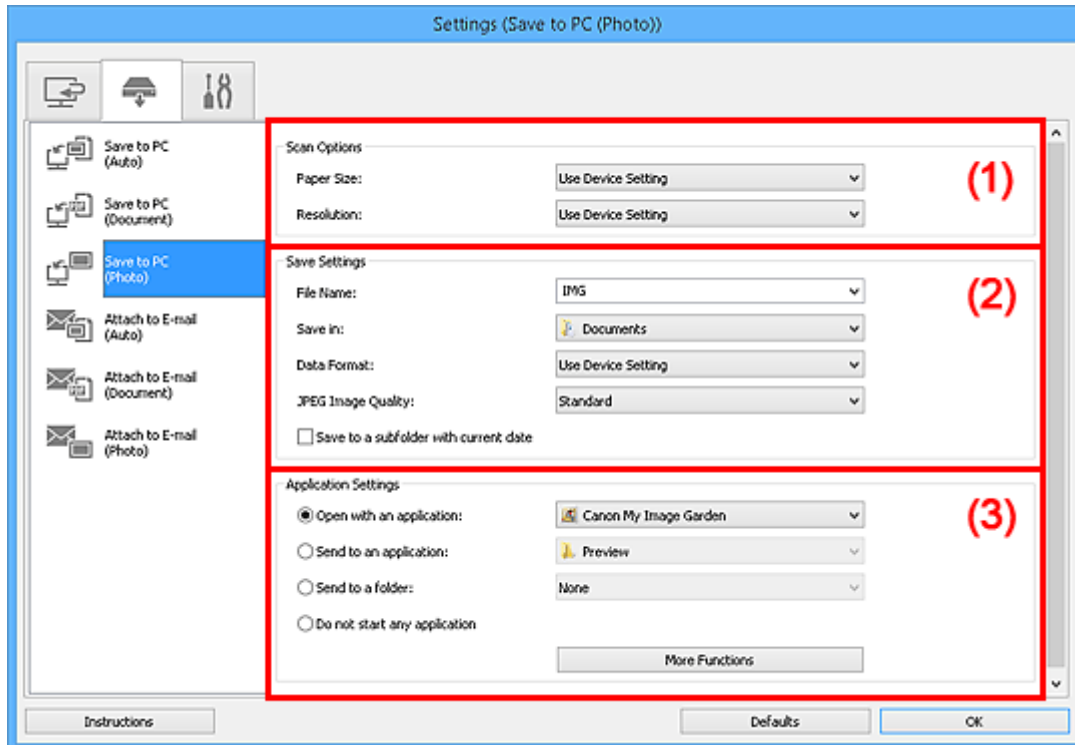 Settings (Save to PC (Photo))
Save to PC
(Auto)
Save to PC
(Document)
Save to PC
(Photo)
Attach to E-mail
(Auto)
Attach to E-mail
(Document)
Attach to E-mail
(Photo)
Scan Options
(1)
Paper Size: Use Device Setting
Resolution: Use Device Setting
Save Settings
(2)
File Name: IMG
Save in: Documents
Data Format: Use Device Setting
JPEG Image Quality: Standard
Save to a subfolder with current date
Application Settings
(3)
Open with an application: Canon My Image Garden
Send to an application: Preview
Send to a folder: None
Do not start any application
More Functions
Instructions Defaults OK